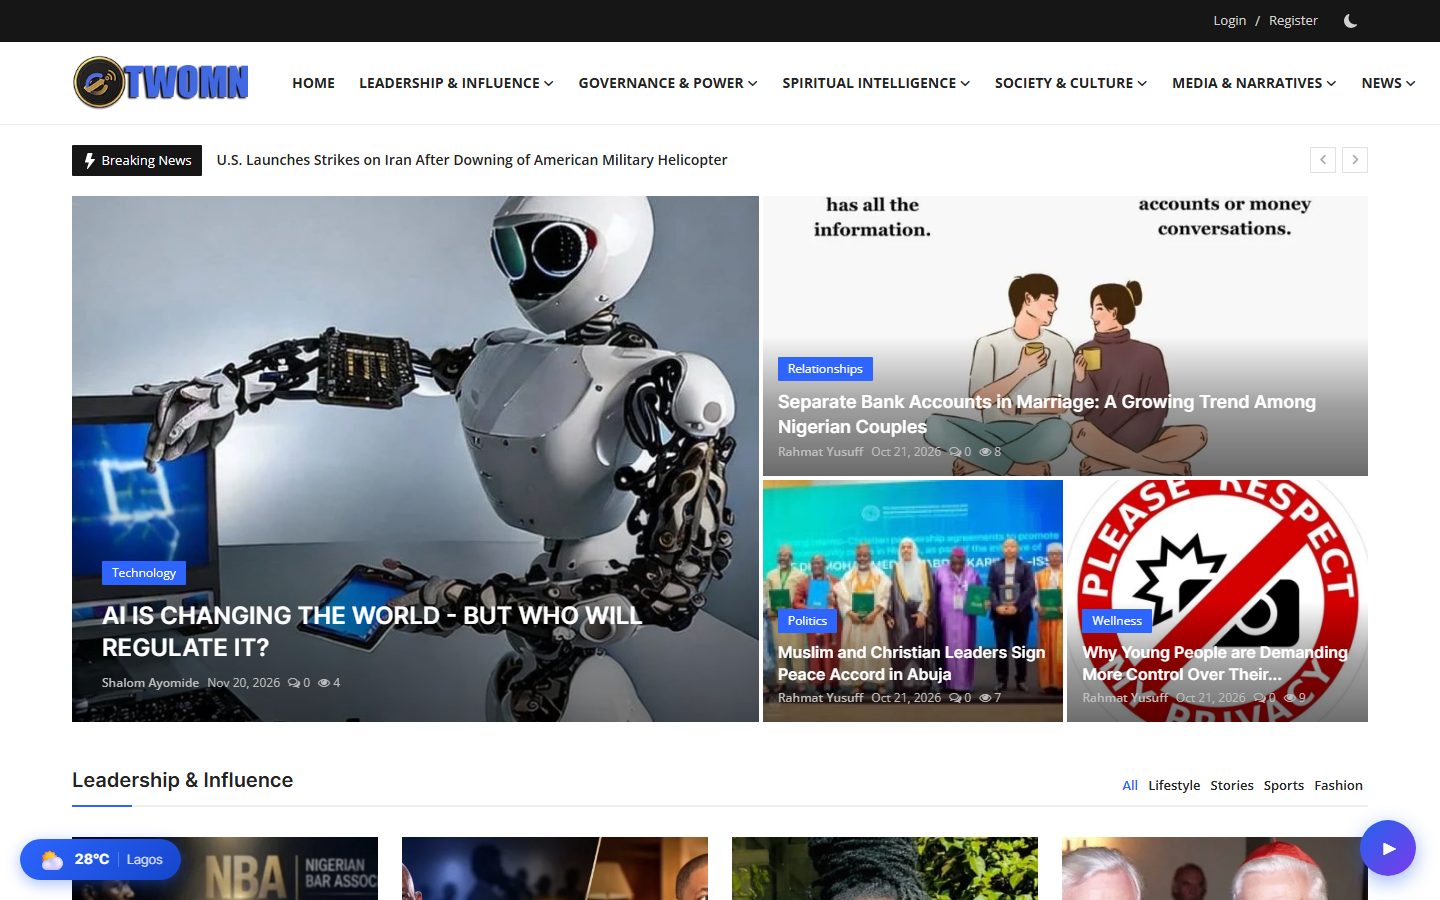 Login / Register
TWOMN
HOME
LEADERSHIP & INFLUENCE
GOVERNANCE & POWER
SPIRITUAL INTELLIGENCE
SOCIETY & CULTURE
MEDIA & NARRATIVES
NEWS
Breaking News
U.S. Launches Strikes on Iran After Downing of American Military Helicopter
Technology
AI IS CHANGING THE WORLD - BUT WHO WILL
REGULATE IT?
Shalom Ayomide Nov 20, 2026 0 4
has all the
information.
accounts or money
conversations.
Relationships
Separate Bank Accounts in Marriage: A Growing Trend Among
Nigerian Couples
Rahmat Yusuff Oct 21, 2026 0 8
Politics
Muslim and Christian Leaders Sign
Peace Accord in Abuja
Rahmat Yusuff Oct 21, 2026 0 7
PLEASE RESPECT
MY PRIVACY
Wellness
Why Young People are Demanding
More Control Over Their...
Rahmat Yusuff Oct 21, 2026 0 9
Leadership & Influence
All Lifestyle Stories Sports Fashion
28°C Lagos
NBA
NIGERIAN
BAR ASSOC